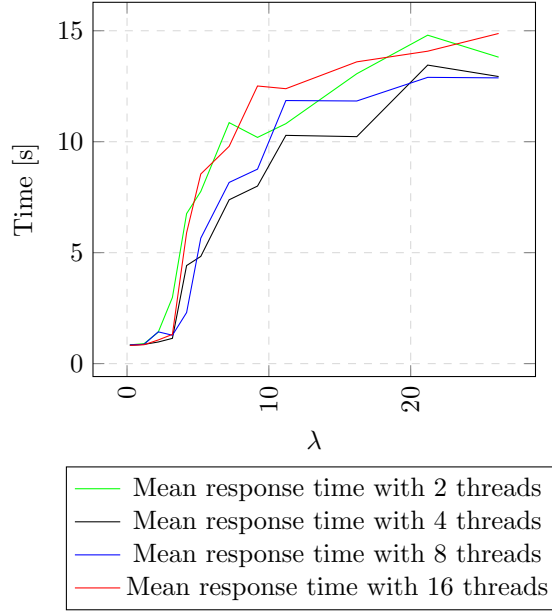 15
10
5
0
Time [s]
0
10
20
λ
Mean response time with 2 threads
Mean response time with 4 threads
Mean response time with 8 threads
Mean response time with 16 threads